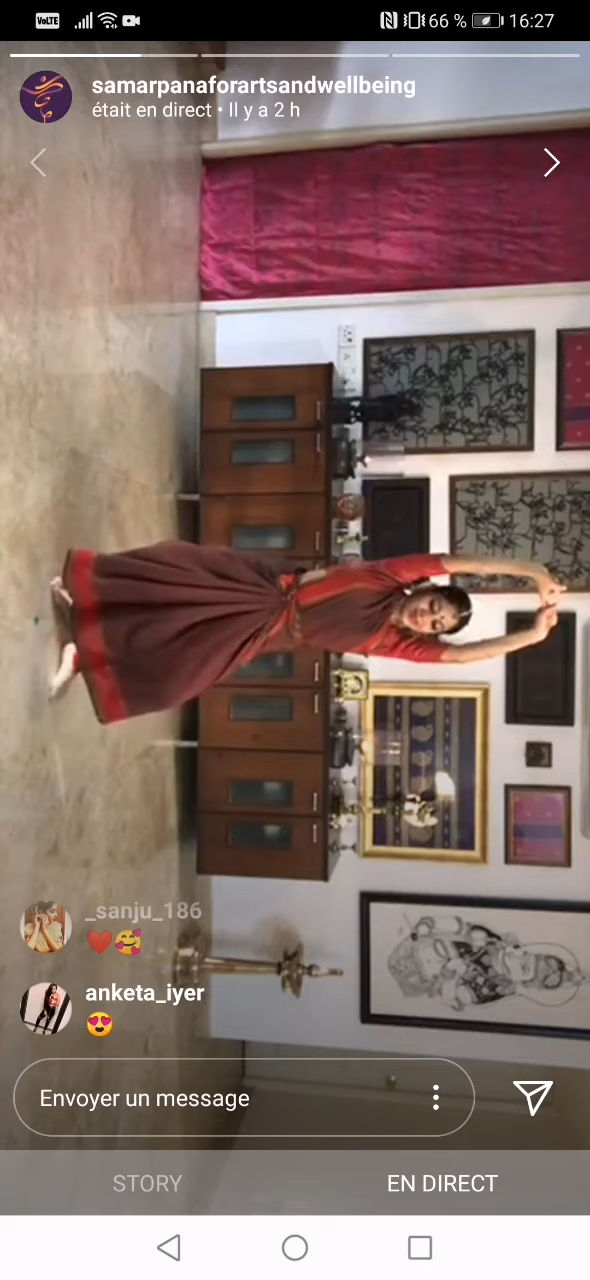 VoLTE 66 % 16:27
samarpanaforartsandwellbeing
était en direct • Il y a 2 h
_sanju_186
❤️🥰
anketa_iyer
😍
Envoyer un message
STORY EN DIRECT